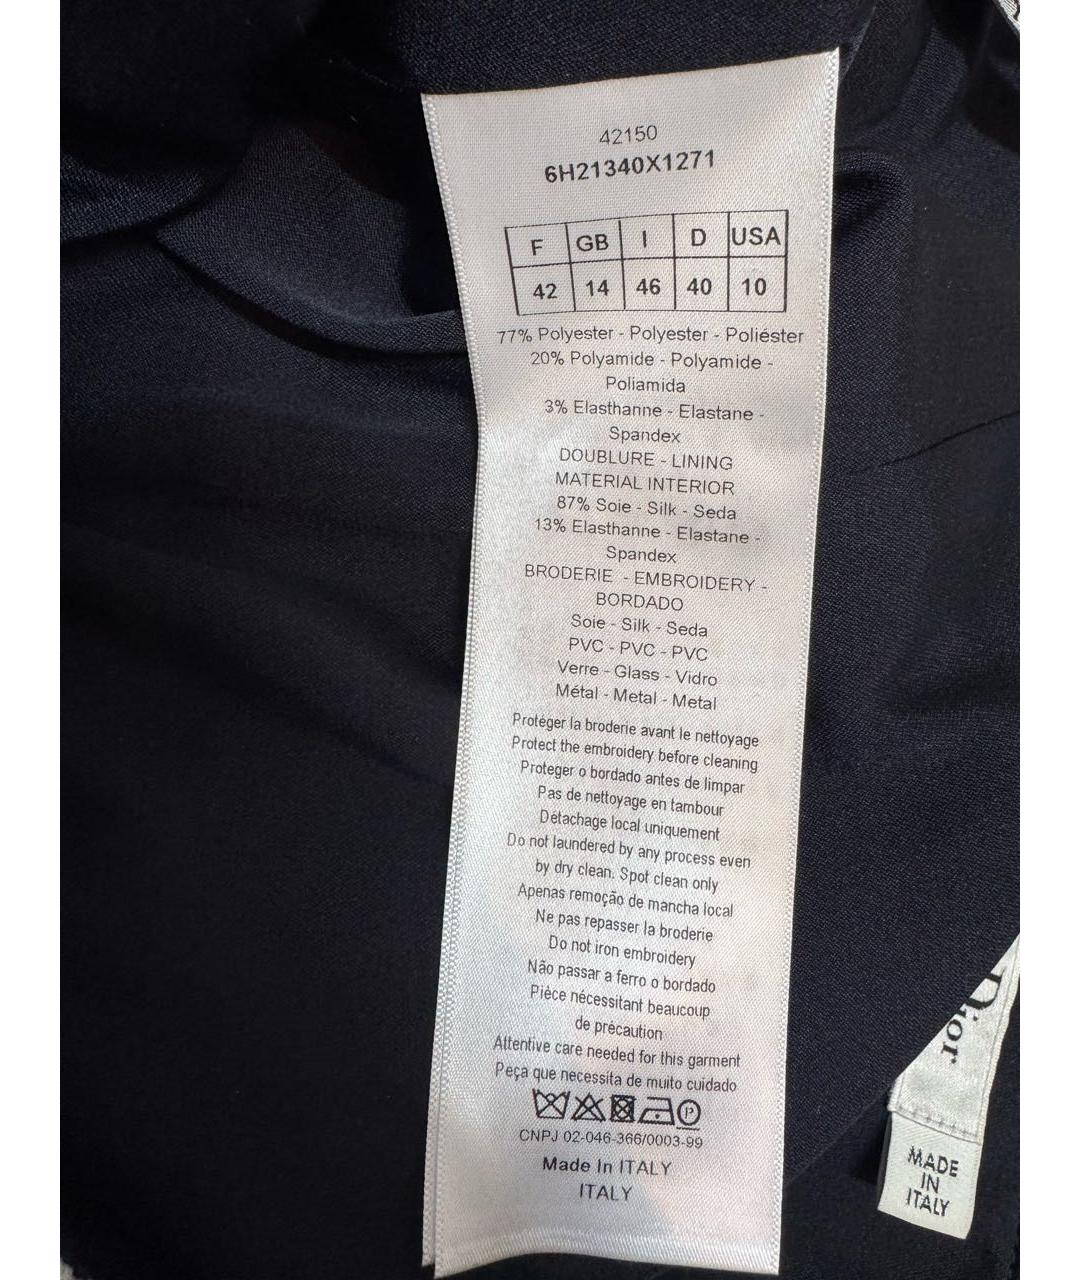 42150
6H21340X1271
F GB I D USA
42 14 46 40 10
77% Polyester - Polyester - Poliéster
20% Polyamide - Polyamide -
Poliamida
3% Elasthanne - Elastane -
Spandex
DOUBLURE - LINING
MATERIAL INTERIOR
87% Soie - Silk - Seda
13% Elasthanne - Elastane -
Spandex
BRODERIE - EMBROIDERY -
BORDADO
Soie - Silk - Seda
PVC - PVC - PVC
Verre - Glass - Vidro
Métal - Metal - Metal
Protéger la broderie avant le nettoyage
Protect the embroidery before cleaning
Proteger o bordado antes de limpar
Pas de nettoyage en tambour
Détachage local uniquement
Do not laundered by any process even
by dry clean. Spot clean only
Apenas remoção de mancha local
Ne pas repasser la broderie
Do not iron embroidery
Não passar a ferro o bordado
Pièce nécessitant beaucoup
de précaution
Attentive care needed for this garment
Peça que necessita de muito cuidado
P
CNPJ 02-046-366/0003-99
Made In ITALY
ITALY
Dior
MADE
IN
ITALY